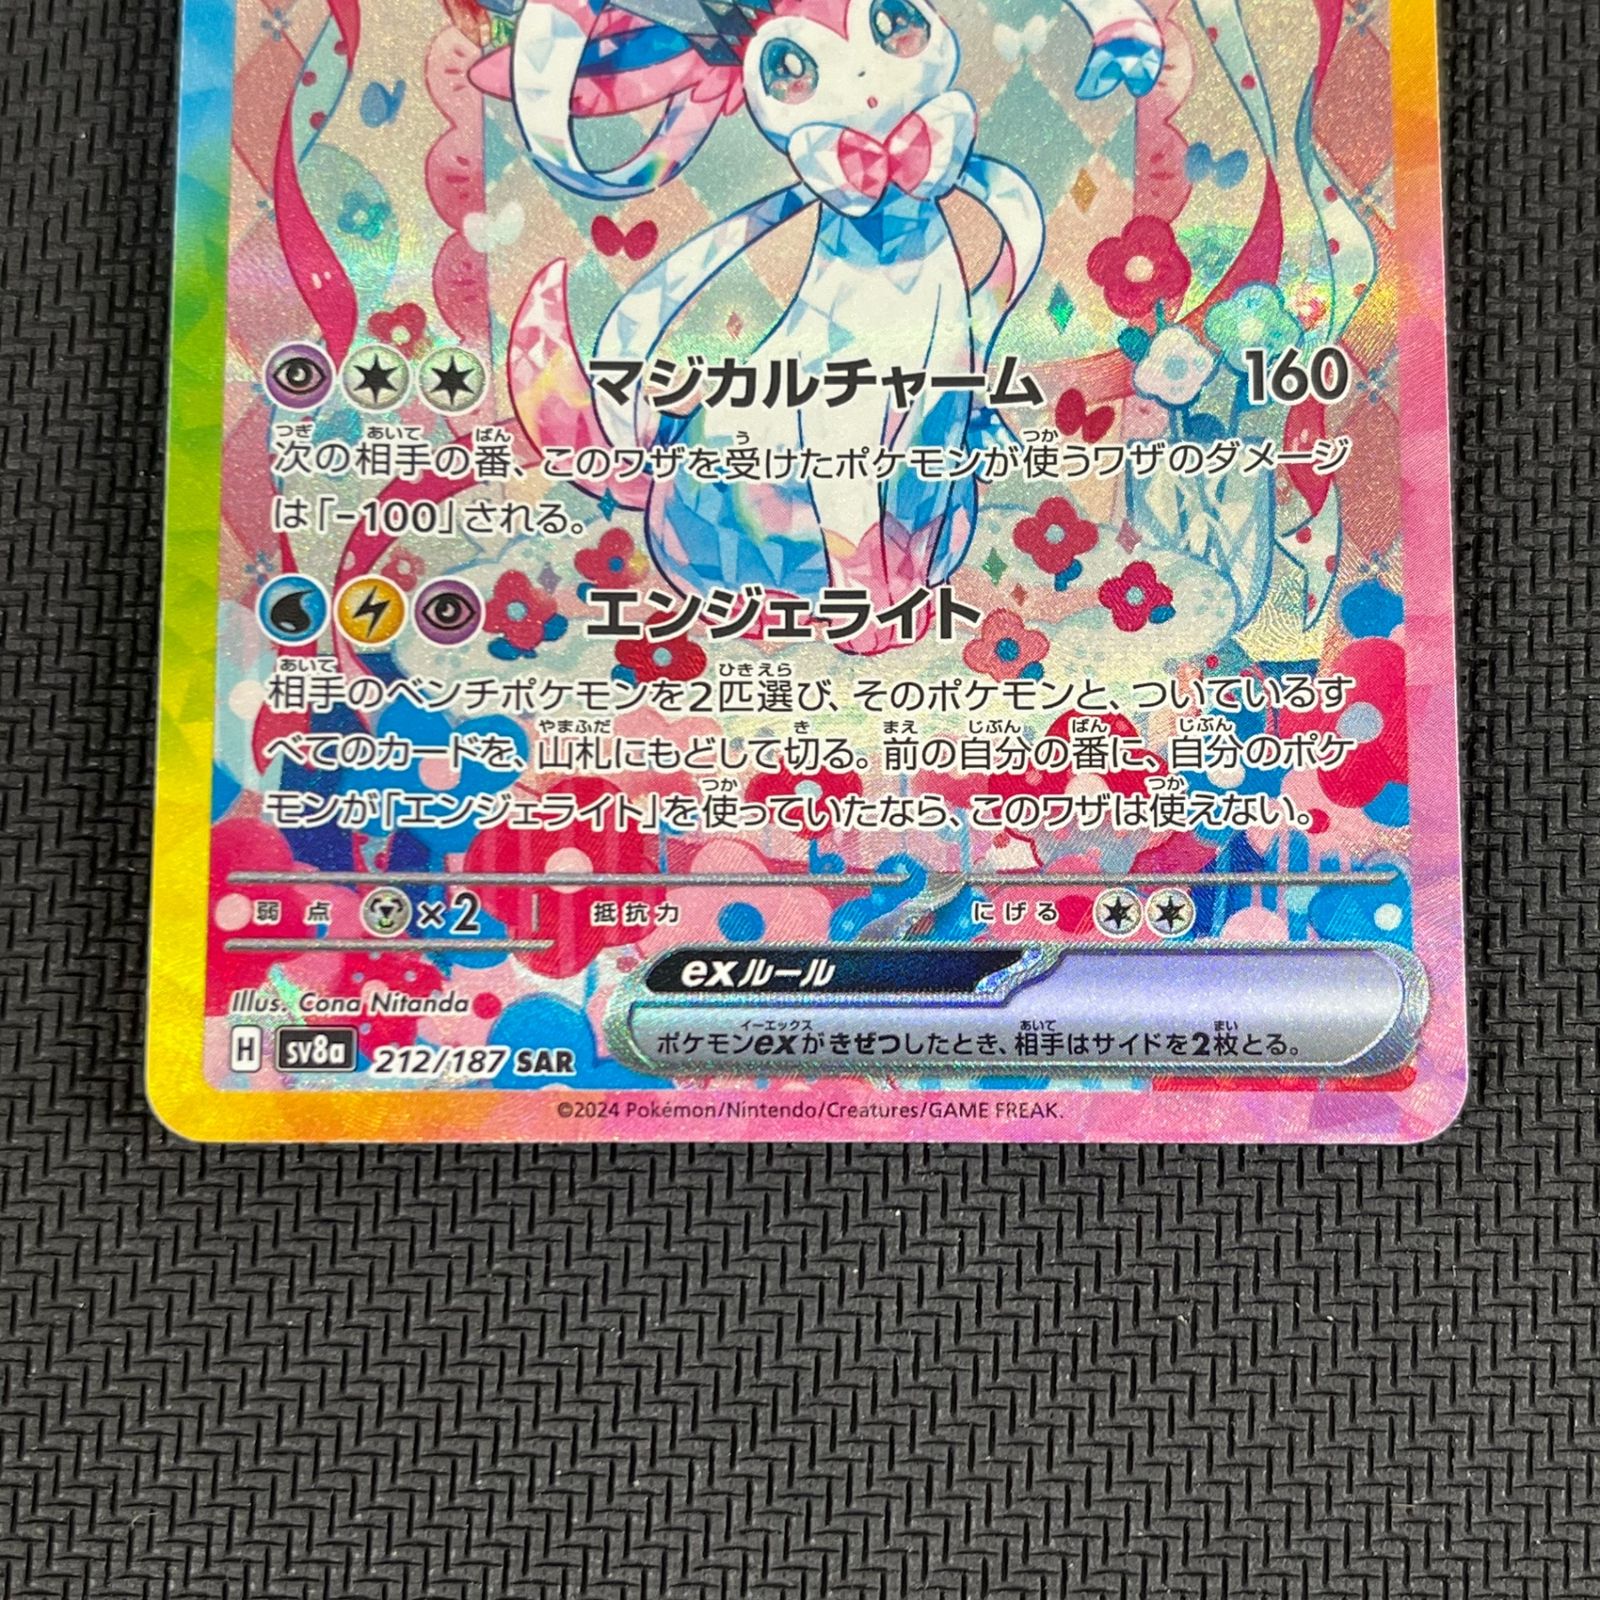 マジカルチャーム 160
次の相手の番、このワザを受けたポケモンが使うワザのダメージ
は「-100」される。
エンジェライト
相手のベンチポケモンを2匹選び、そのポケモンと、ついているす
べてのカードを、山札にもどして切る。前の自分の番に、自分のポケ
モンが「エンジェライト」を使っていたなら、このワザは使えない。
弱点 ×2 抵抗力 にげる
exルール
ポケモンexがきぜつしたとき、相手はサイドを2枚とる。
Illus. Cona Nitanda
H SV8a 212/187 SAR
©2024 Pokémon/Nintendo/Creatures/GAME FREAK.